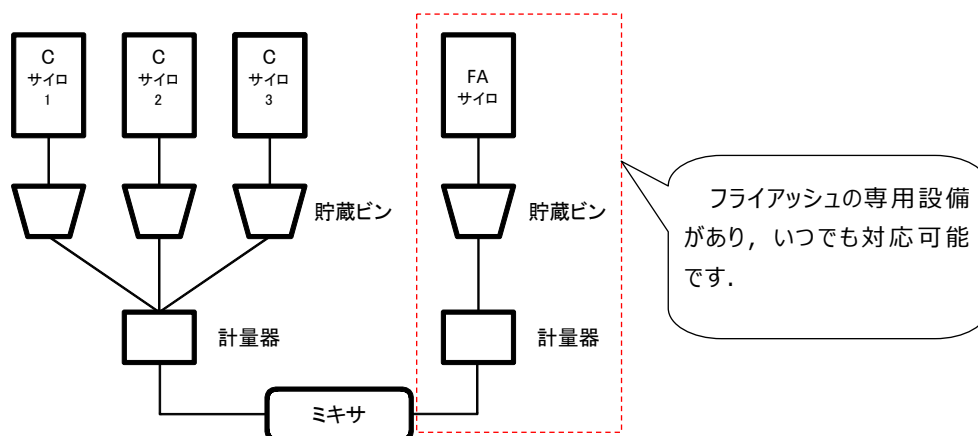 C
サイロ
1
C
サイロ
2
C
サイロ
3
FA
サイロ
貯蔵ビン
貯蔵ビン
フライアッシュの専用設備
があり，いつでも対応可能
です．
計量器
計量器
ミキサ